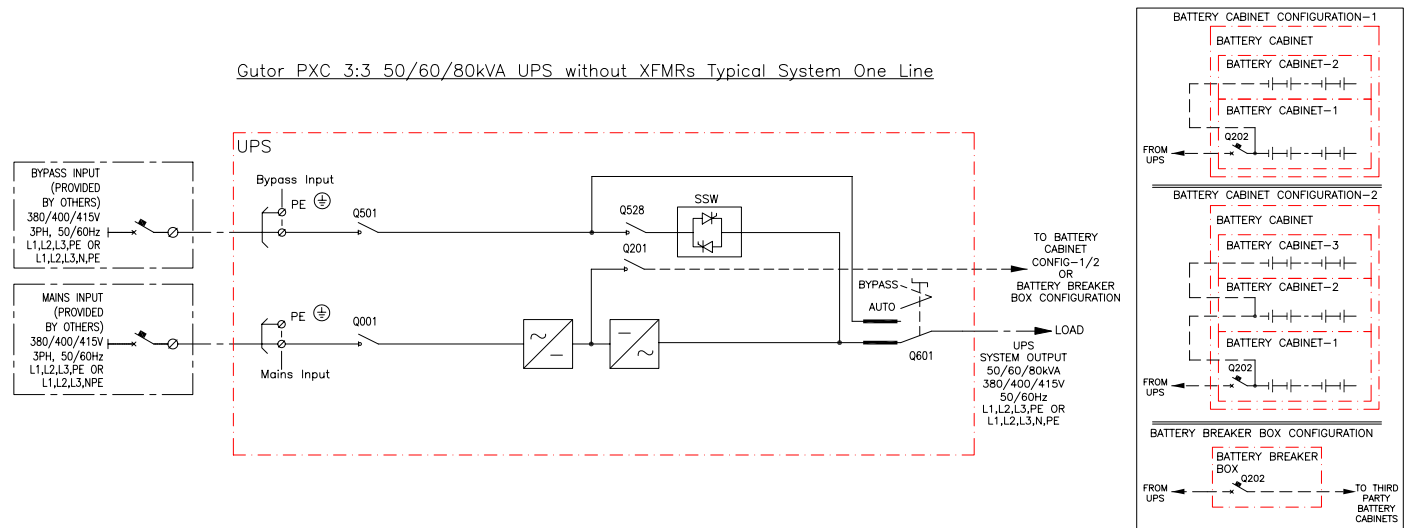 Gutor PXC 3:3 50/60/80kVA UPS without XFMRs Typical System One Line
BYPASS INPUT
(PROVIDED
BY OTHERS)
380/400/415V
3PH, 50/60Hz
L1,L2,L3,PE OR
L1,L2,L3,N,PE
MAINS INPUT
(PROVIDED
BY OTHERS)
380/400/415V
3PH, 50/60Hz
L1,L2,L3,PE OR
L1,L2,L3,NPE
UPS
Bypass Input
PE
Q501
Q528
SSW
Q201
PE
Q001
Mains Input
BYPASS
AUTO
Q601
TO BATTERY
CABINET
CONFIG-1/2
OR
BATTERY BREAKER
BOX CONFIGURATION
LOAD
UPS
SYSTEM OUTPUT
50/60/80kVA
380/400/415V
50/60Hz
L1,L2,L3,PE OR
L1,L2,L3,N,PE
BATTERY CABINET CONFIGURATION-1
BATTERY CABINET
BATTERY CABINET-2
BATTERY CABINET-1
Q202
FROM
UPS
BATTERY CABINET CONFIGURATION-2
BATTERY CABINET
BATTERY CABINET-3
BATTERY CABINET-2
BATTERY CABINET-1
Q202
FROM
UPS
BATTERY BREAKER BOX CONFIGURATION
BATTERY BREAKER
BOX
Q202
FROM
UPS
TO THIRD
PARTY
BATTERY
CABINETS